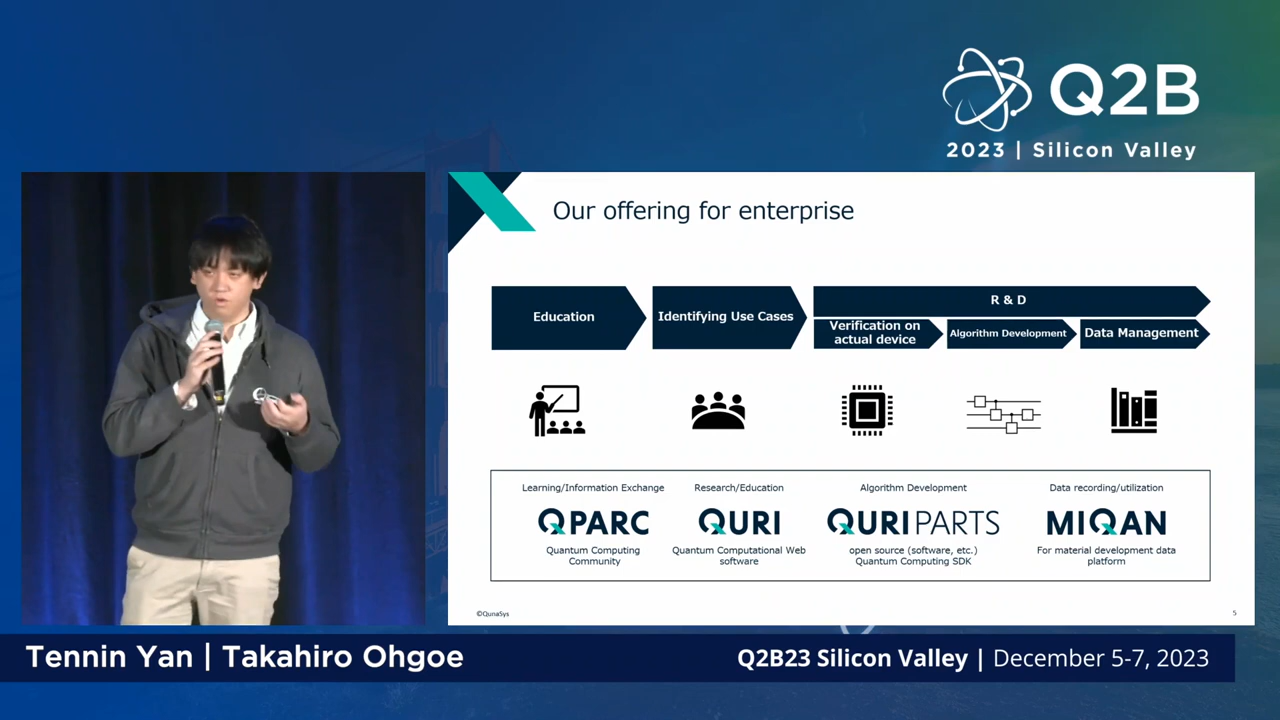 Q2B
2023 | Silicon Valley
Our offering for enterprise
Education
Identifying Use Cases
R & D
Verification on
actual device
Algorithm Development
Data Management
Learning/Information Exchange
QPARC
Quantum Computing
Community
Research/Education
QURI
Quantum Computational Web
software
Algorithm Development
QURI PARTS
open source (software, etc.)
Quantum Computing SDK
Data recording/utilization
MIQAN
For material development data
platform
©QunaSys
5
Tennin Yan | Takahiro Ohgoe
Q2B23 Silicon Valley | December 5-7, 2023